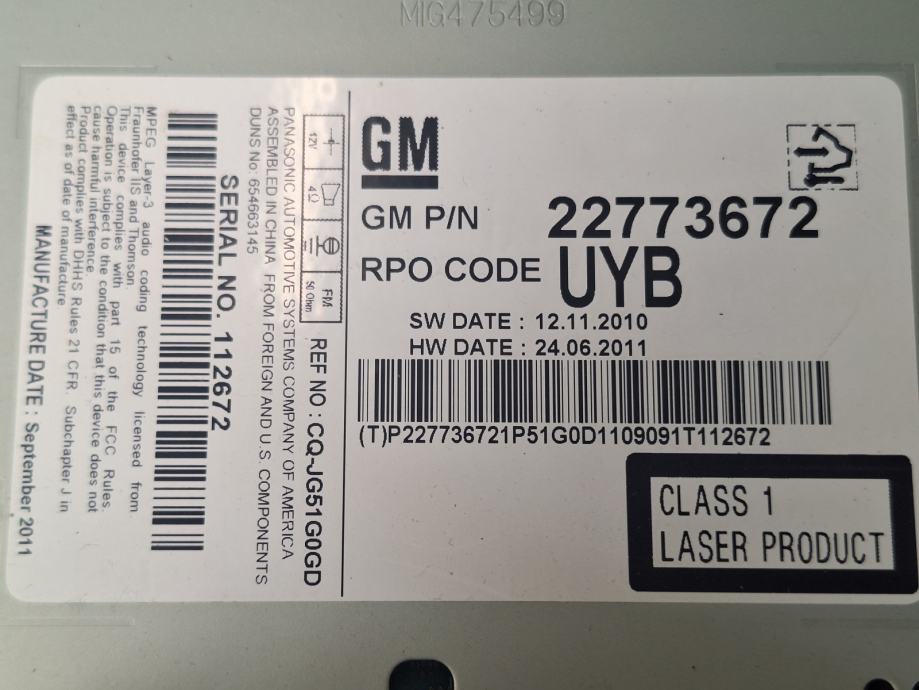 MIG475499
GM
GM P/N 22773672
RPO CODE UYB
SW DATE : 12.11.2010
HW DATE : 24.06.2011
(T)P227736721P51G0D1109091T112672
CLASS 1
LASER PRODUCT
12V
4Ω
FM
50 Ohm
REF NO : CQ-JG51G0GD
PANASONIC AUTOMOTIVE SYSTEMS COMPANY OF AMERICA
ASSEMBLED IN CHINA FROM FOREIGN AND U.S. COMPONENTS
DUNS No: 654663145
SERIAL NO. 112672
MPEG Layer-3 audio coding technology licensed from
Fraunhofer IIS and Thomson.
This device complies with part 15 of the FCC Rules.
Operation is subject to the condition that this device does not
cause harmful interference.
Product complies with DHHS Rules 21 CFR. Subchapter J in
effect as of date of manufacture.
MANUFACTURE DATE : September 2011